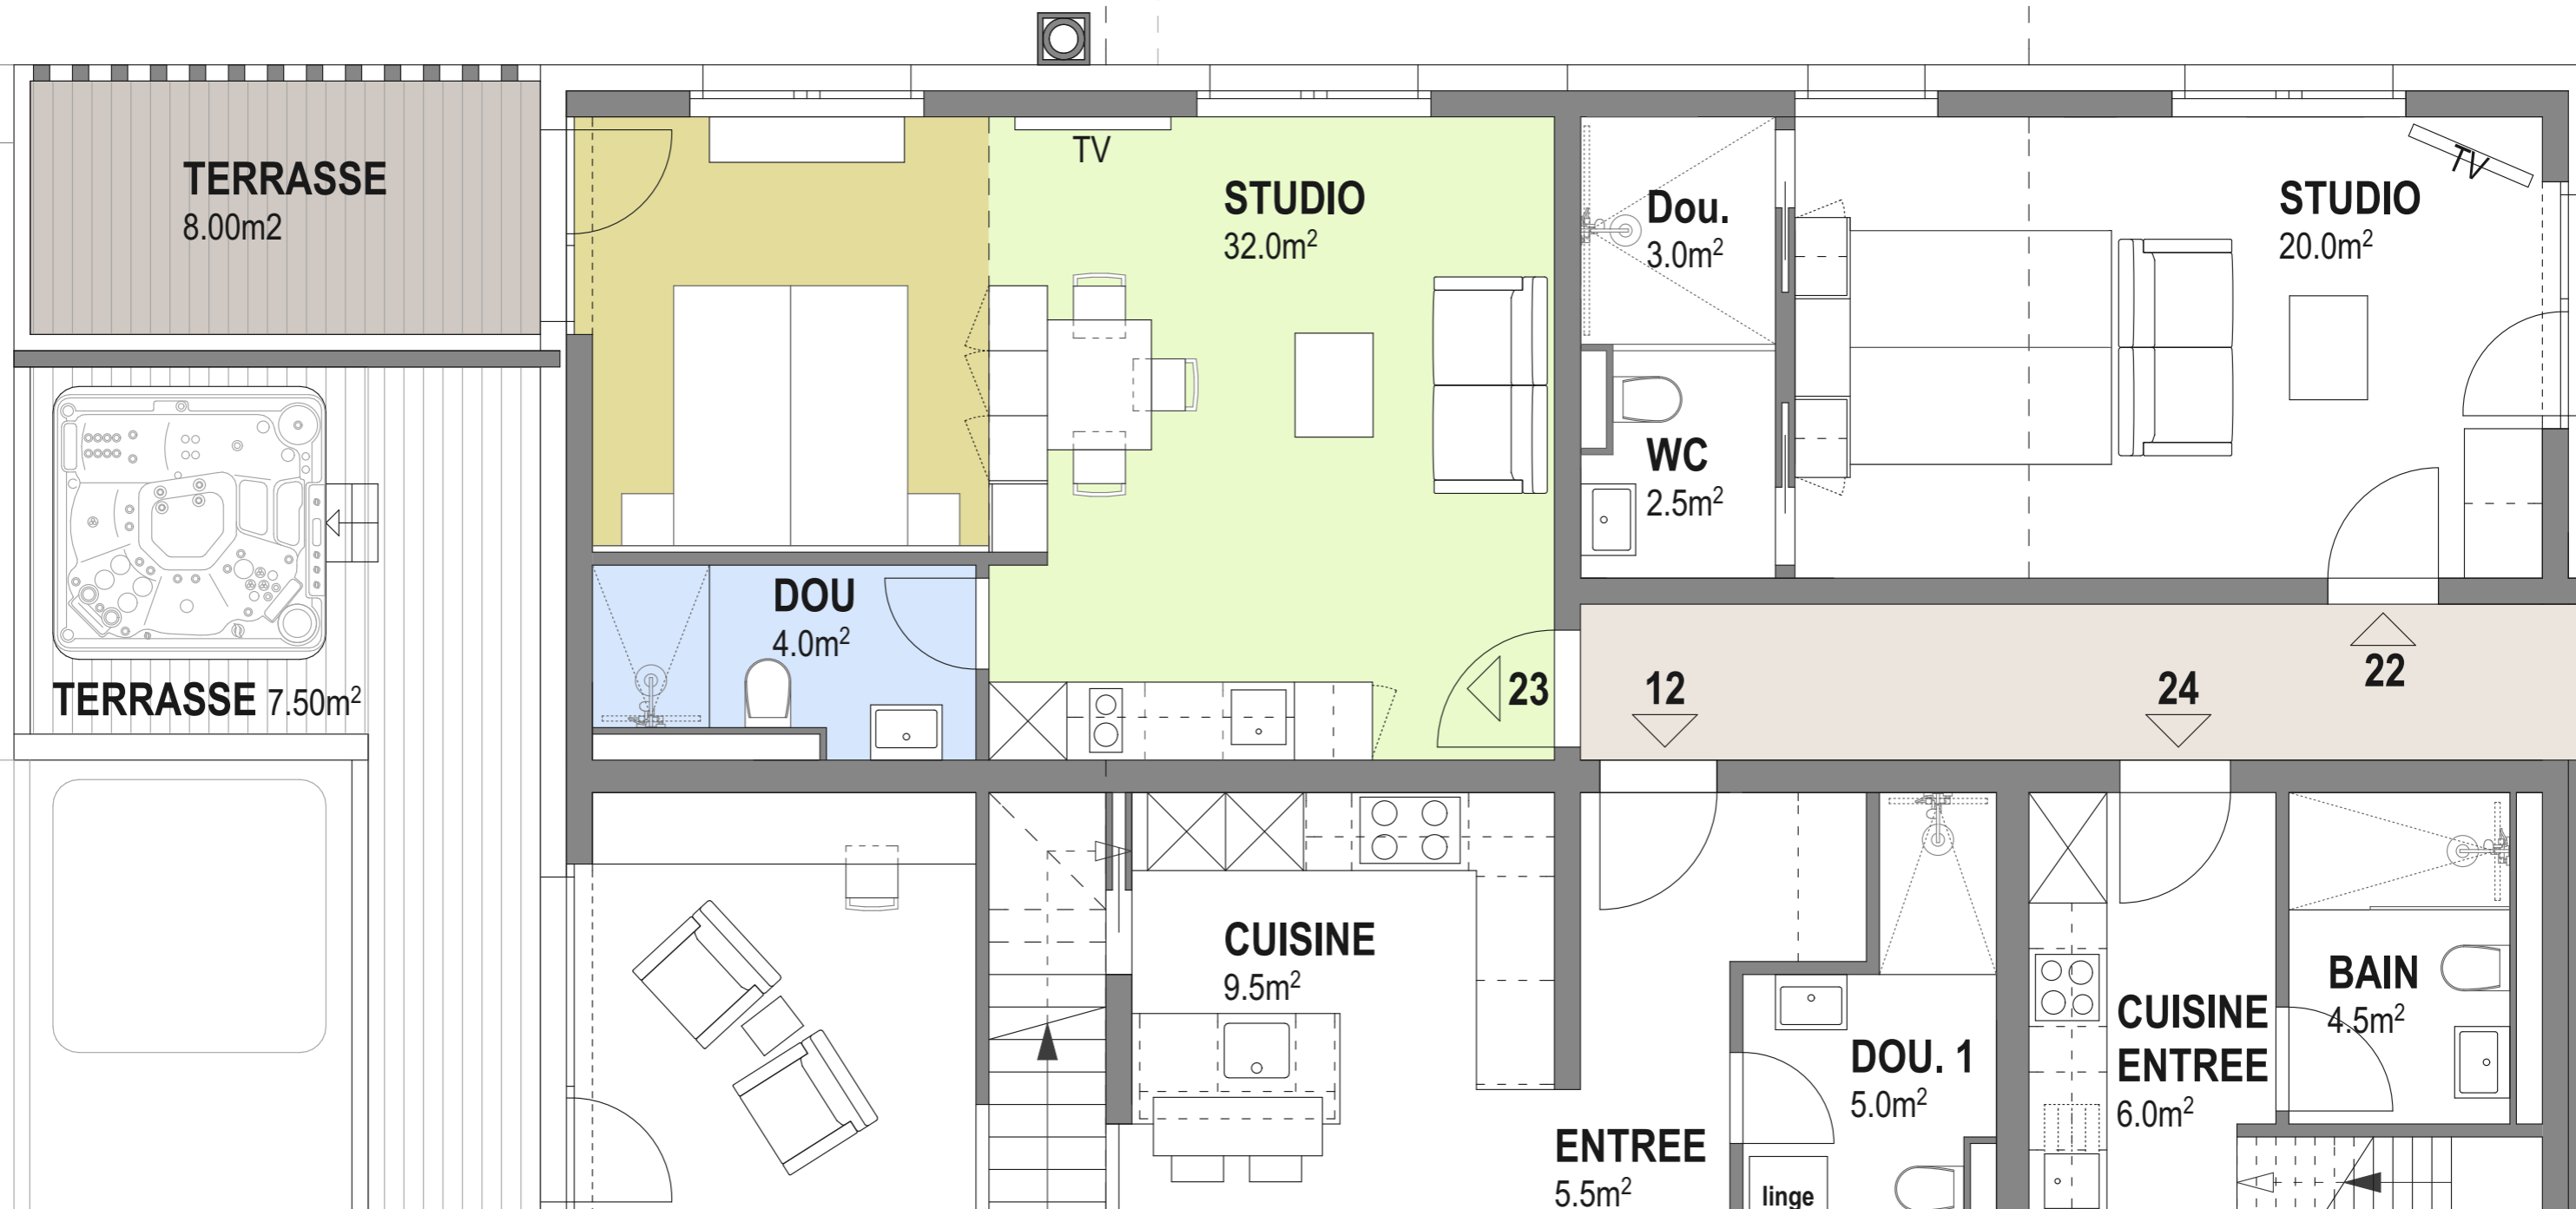 TERRASSE
8.00m2
TV
STUDIO
32.0m²
Dou.
3.0m²
TV
STUDIO
20.0m²
WC
2.5m²
DOU
4.0m²
TERRASSE 7.50m²
23
12
24
22
CUISINE
9.5m²
BAIN
4.5m²
CUISINE
ENTREE
6.0m²
DOU. 1
5.0m²
ENTREE
5.5m²
linge